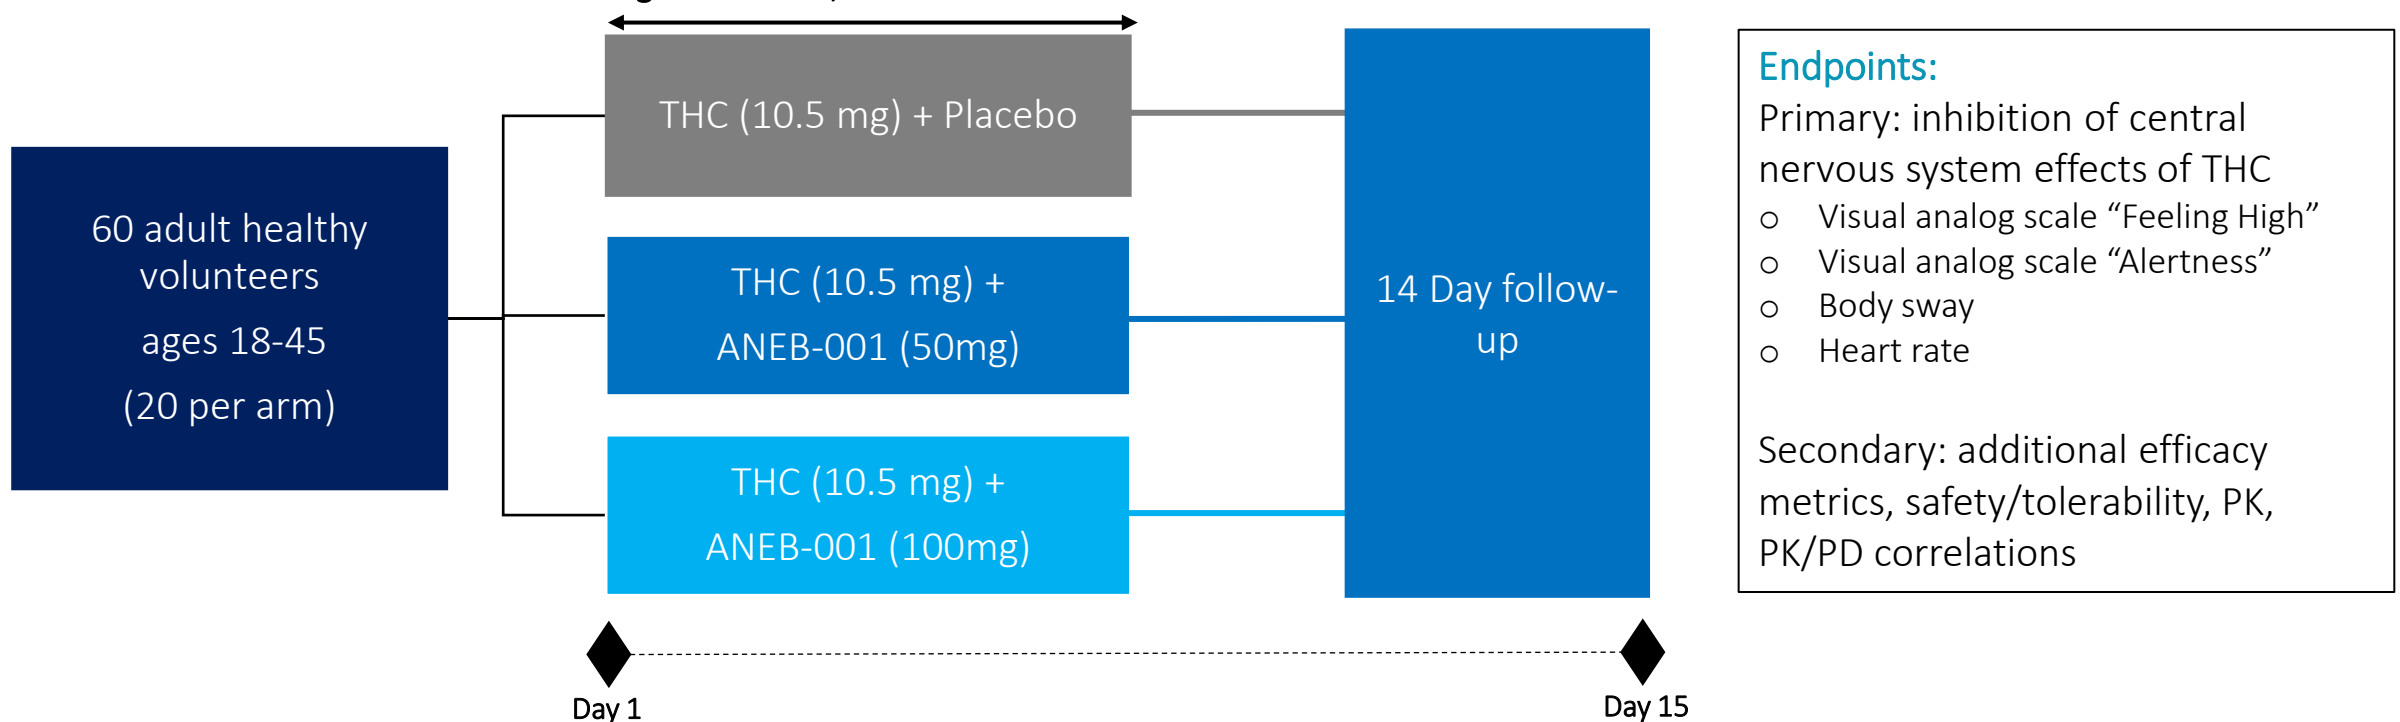 60 adult healthy
volunteers
ages 18-45
(20 per arm)
THC (10.5 mg) + Placebo
THC (10.5 mg) +
ANEB-001 (50mg)
THC (10.5 mg) +
ANEB-001 (100mg)
14 Day follow-
up
Day 1
Day 15
Endpoints:
Primary: inhibition of central
nervous system effects of THC
o Visual analog scale “Feeling High”
o Visual analog scale “Alertness”
o Body sway
o Heart rate
Secondary: additional efficacy
metrics, safety/tolerability, PK,
PK/PD correlations